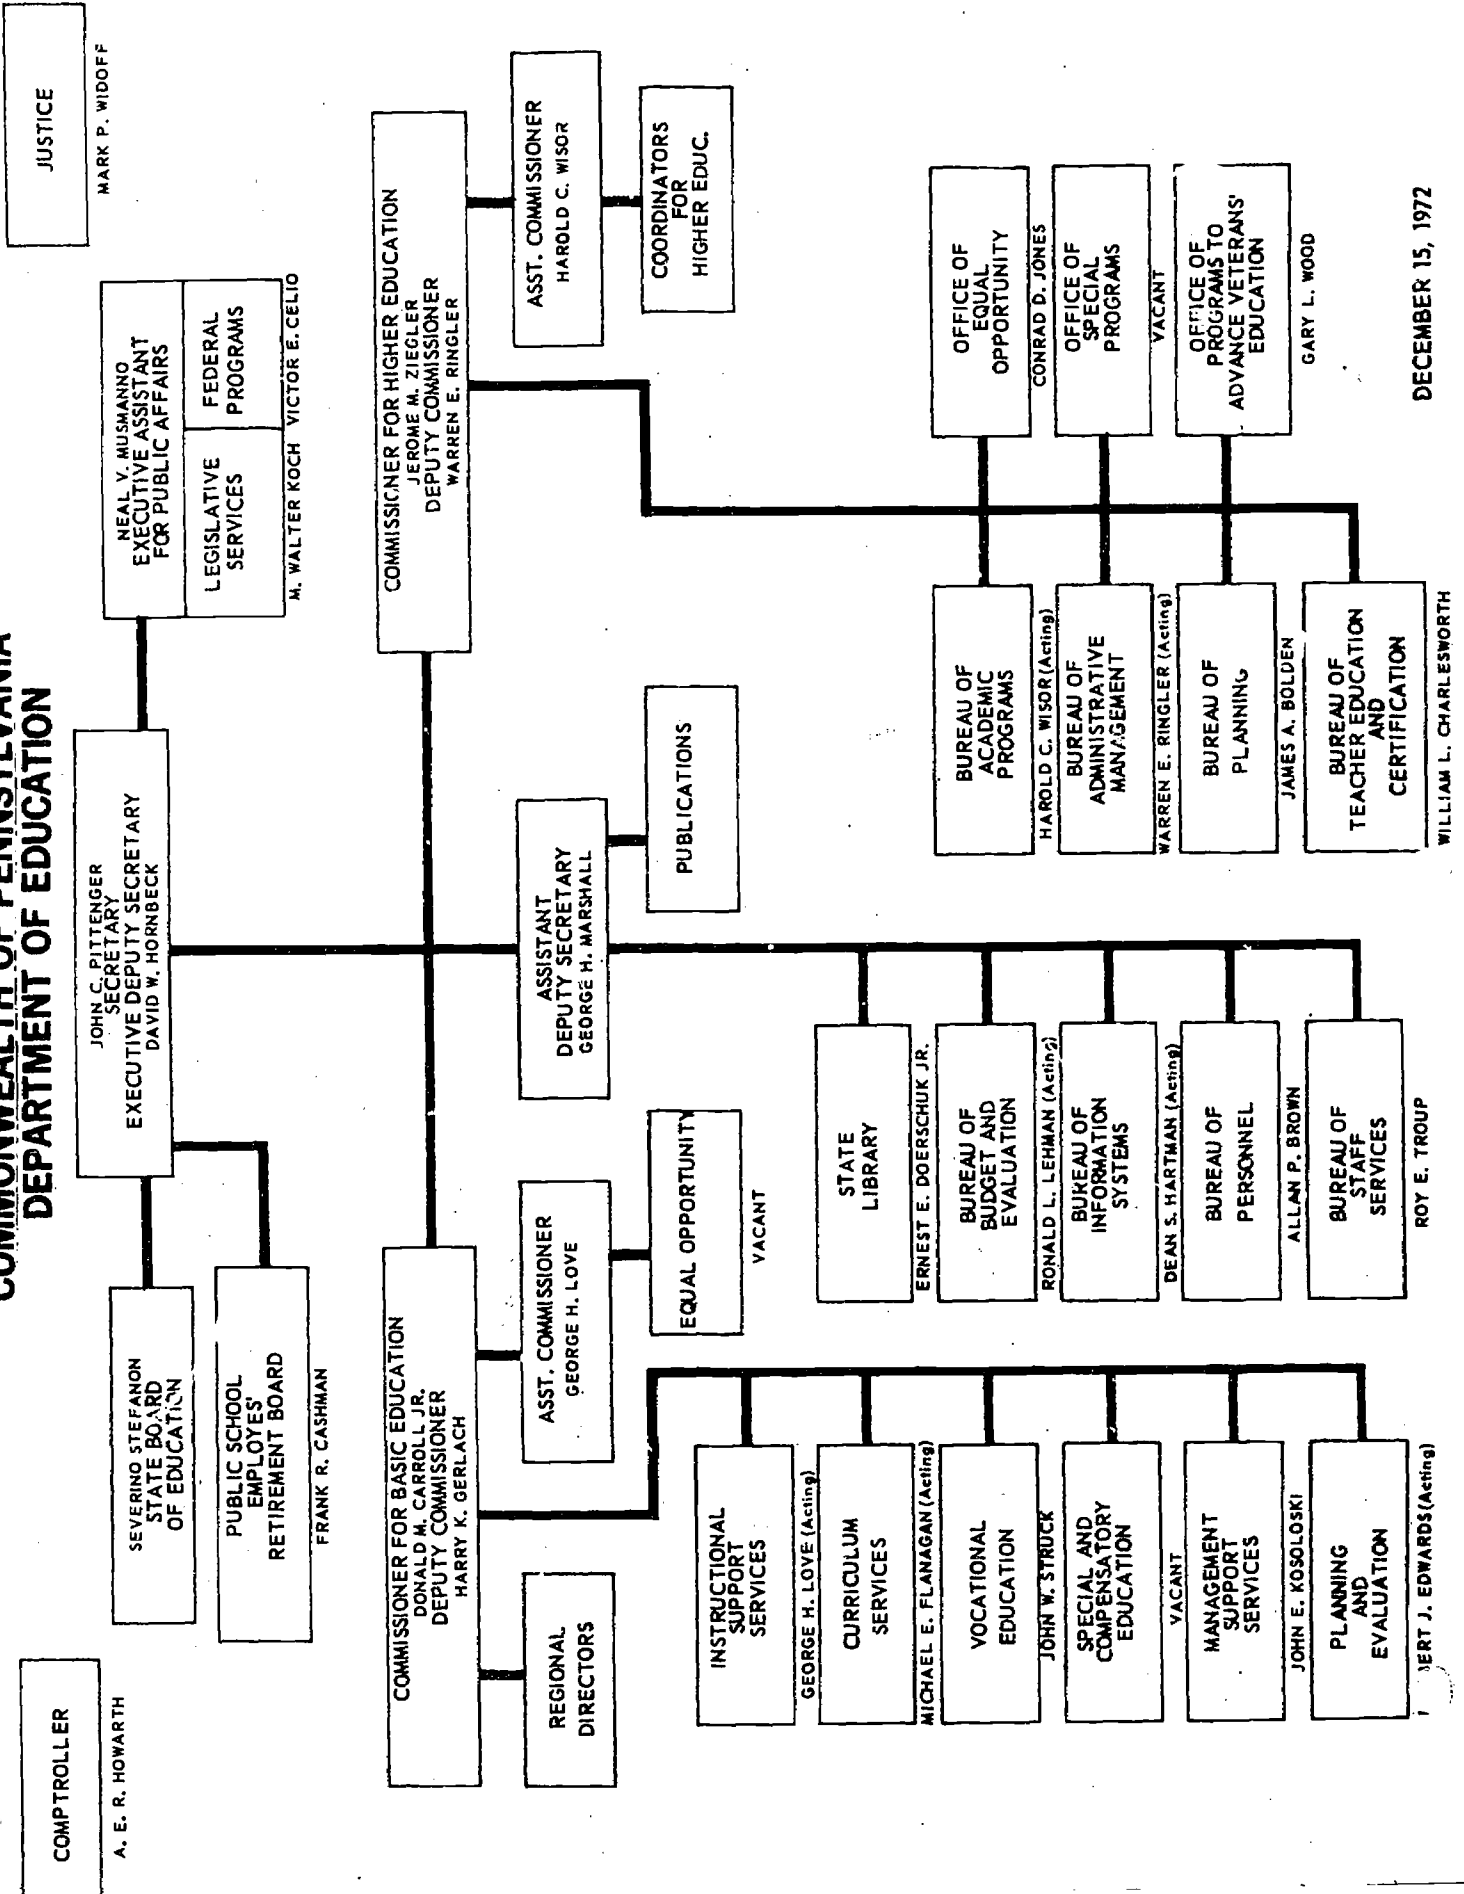 COMMONWEALTH OF PENNSYLVANIA
DEPARTMENT OF EDUCATION
COMPTROLLER
A. E. R. HOWARTH
JUSTICE
MARK P. WIDOFF
JOHN C. PITTENGER
SECRETARY
EXECUTIVE DEPUTY SECRETARY
DAVID W. HORNBECK
SEVERINO STEFANON
STATE BOARD
OF EDUCATION
PUBLIC SCHOOL
EMPLOYES'
RETIREMENT BOARD
FRANK R. CASHMAN
NEAL V. MUSMANNO
EXECUTIVE ASSISTANT
FOR PUBLIC AFFAIRS
LEGISLATIVE
SERVICES
FEDERAL
PROGRAMS
M. WALTER KOCH VICTOR E. CELIO
COMMISSIONER FOR BASIC EDUCATION
DONALD M. CARROLL JR.
DEPUTY COMMISSIONER
HARRY K. GERLACH
REGIONAL
DIRECTORS
ASST. COMMISSIONER
GEORGE H. LOVE
EQUAL OPPORTUNITY
VACANT
INSTRUCTIONAL
SUPPORT
SERVICES
GEORGE H. LOVE (Acting)
CURRICULUM
SERVICES
MICHAEL E. FLANAGAN (Acting)
VOCATIONAL
EDUCATION
JOHN W. STRUCK
SPECIAL AND
COMPENSATORY
EDUCATION
VACANT
MANAGEMENT
SUPPORT
SERVICES
JOHN E. KOSOLOSKI
PLANNING
AND
EVALUATION
J. EDWARDS (Acting)
ASSISTANT
DEPUTY SECRETARY
GEORGE H. MARSHALL
PUBLICATIONS
STATE
LIBRARY
ERNEST E. DOERSCHUK JR.
BUREAU OF
BUDGET AND
EVALUATION
RONALD L. LEHMAN (Acting)
BUREAU OF
INFORMATION
SYSTEMS
DEAN S. HARTMAN (Acting)
BUREAU OF
PERSONNEL
ALLAN P. BROWN
BUREAU OF
STAFF
SERVICES
ROY E. TROUP
COMMISSIONER FOR HIGHER EDUCATION
JEROME M. ZIEGLER
DEPUTY COMMISSIONER
WARREN E. RINGLER
ASST. COMMISSIONER
HAROLD C. WISOR
COORDINATORS
FOR
HIGHER EDUC.
BUREAU OF
ACADEMIC
PROGRAMS
HAROLD C. WISOR (Acting)
BUREAU OF
ADMINISTRATIVE
MANAGEMENT
WARREN E. RINGLER (Acting)
BUREAU OF
PLANNING
JAMES A. BOLDEN
BUREAU OF
TEACHER EDUCATION
AND
CERTIFICATION
WILLIAM L. CHARLESWORTH
OFFICE OF
EQUAL
OPPORTUNITY
CONRAD D. JONES
OFFICE OF
SPECIAL
PROGRAMS
VACANT
OFFICE OF
PROGRAMS TO
ADVANCE VETERANS'
EDUCATION
GARY L. WOOD
DECEMBER 15, 1972